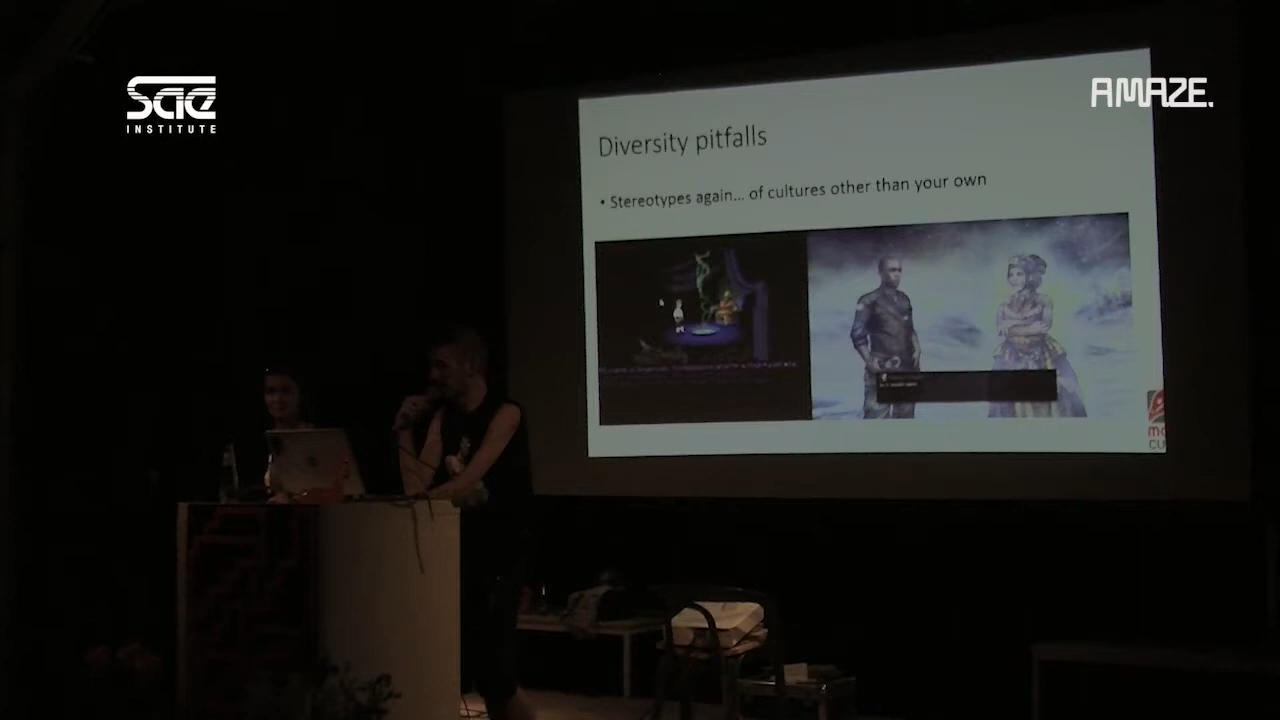 Sae
INSTITUTE
AMAZE.
Diversity pitfalls
• Stereotypes again... of cultures other than your own